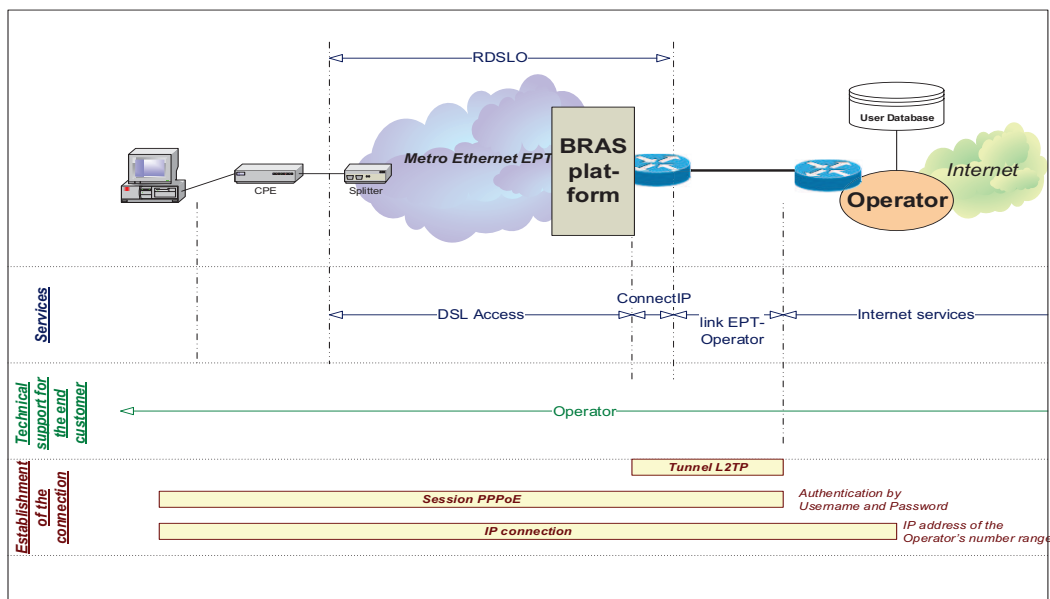 RDSLO
User Database
Metro Ethernet EPT
BRAS
plat-
form
Internet
CPE
Splitter
Operator
Services
ConnectIP
DSL Access
link EPT-
Operator
Internet services
Technical
support for
the end
customer
Operator
Establishment
of the
connection
Tunnel L2TP
Session PPPoE
Authentication by
Username and Password
IP connection
IP address of the
Operator's number range